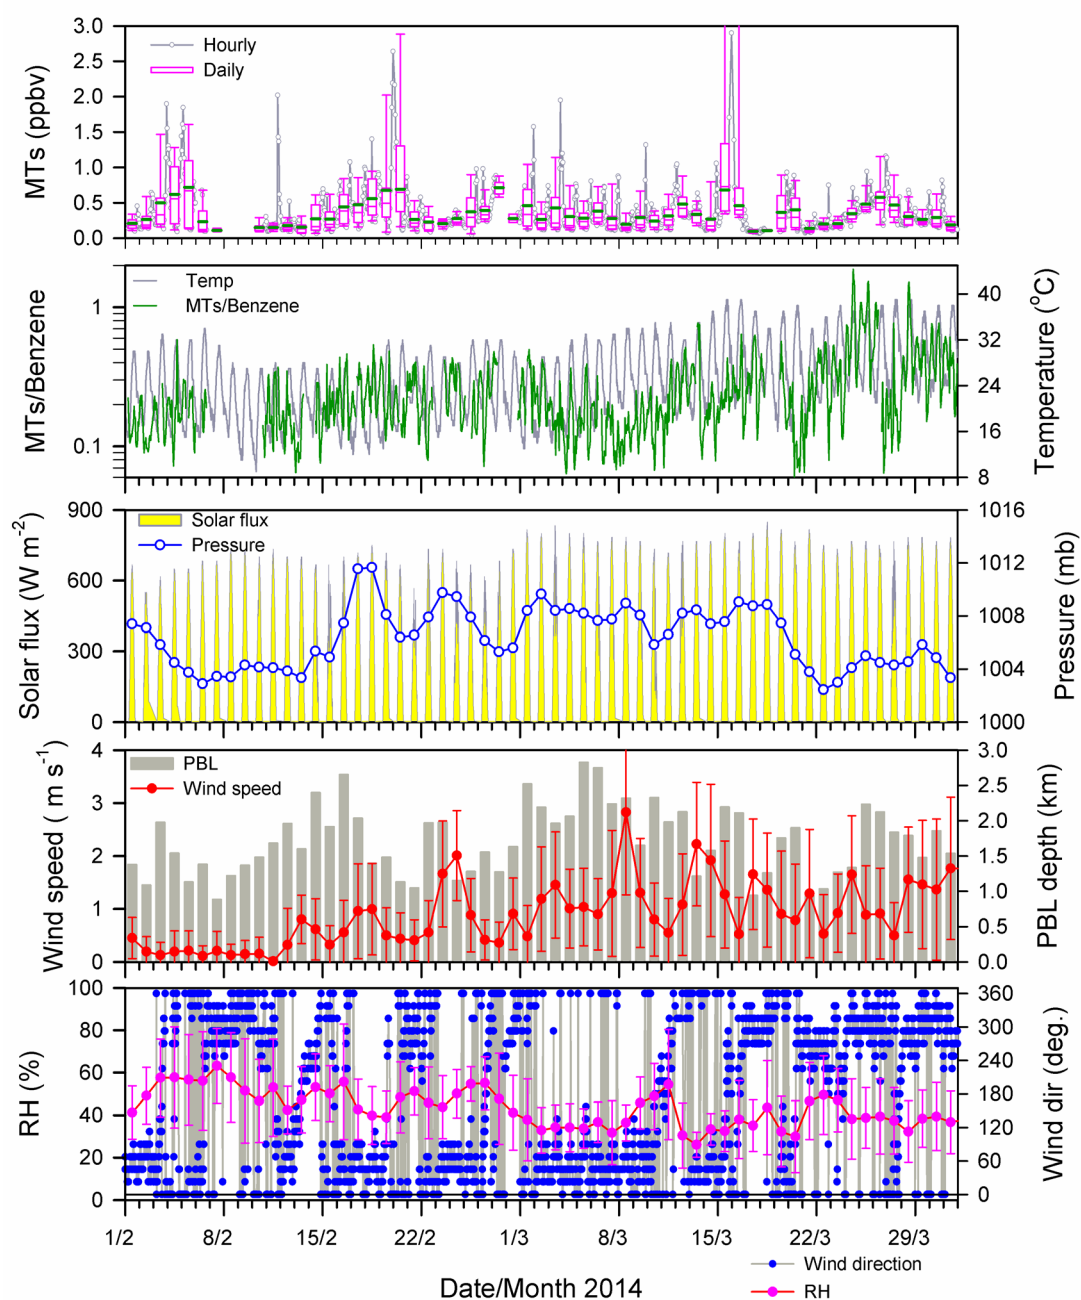 3.0
2.5
2.0
1.5
1.0
0.5
0.0
MTs (ppbv)
Hourly
Daily
1
0.1
MTs/Benzene
Temp
MTs/Benzene
40
32
24
16
8
Temperature (°C)
900
600
300
0
Solar flux (W m-2)
Solar flux
Pressure
1016
1012
1008
1004
1000
Pressure (mb)
4
3
2
1
0
Wind speed ( m s-1)
PBL
Wind speed
3.0
2.5
2.0
1.5
1.0
0.5
0.0
PBL depth (km)
100
80
60
40
20
0
RH (%)
360
300
240
180
120
60
0
Wind dir (deg.)
1/2 8/2 15/2 22/2 1/3 8/3 15/3 22/3 29/3
Date/Month 2014
Wind direction
RH